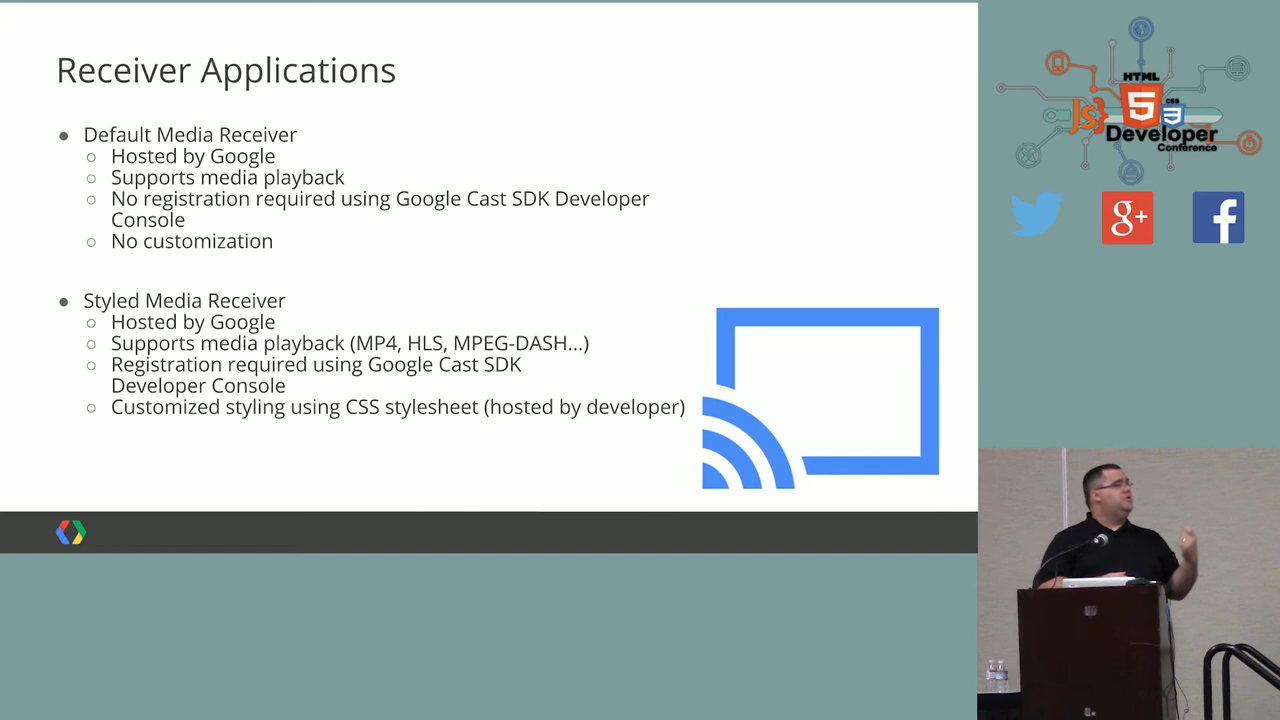 Receiver Applications
● Default Media Receiver
○ Hosted by Google
○ Supports media playback
○ No registration required using Google Cast SDK Developer
Console
○ No customization
● Styled Media Receiver
○ Hosted by Google
○ Supports media playback (MP4, HLS, MPEG-DASH...)
○ Registration required using Google Cast SDK
Developer Console
○ Customized styling using CSS stylesheet (hosted by developer)
HTML
5
CSS
3
JS}
Developer
Conference
g+
f